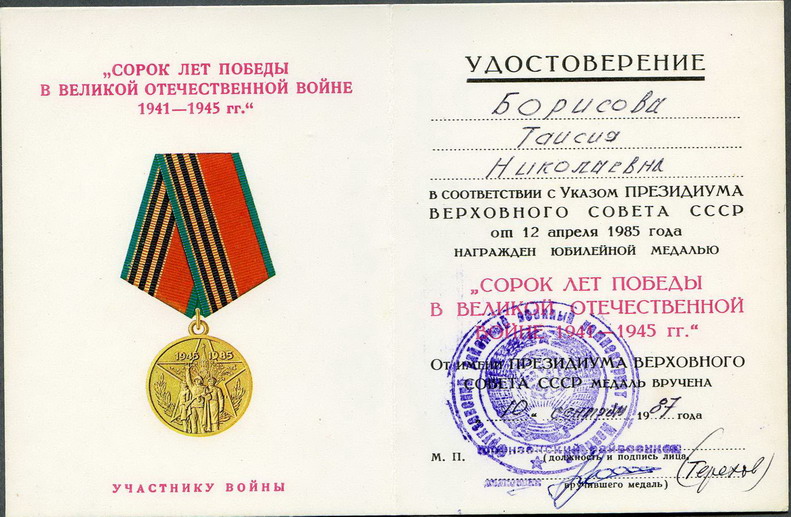 „СОРОК ЛЕТ ПОБЕДЫ
В ВЕЛИКОЙ ОТЕЧЕСТВЕННОЙ ВОЙНЕ
1941—1945 гг.“
1945 1985
УЧАСТНИКУ ВОЙНЫ
УДОСТОВЕРЕНИЕ
Борисова
Таисия
Николаевна
в соответствии с Указом ПРЕЗИДИУМА
ВЕРХОВНОГО СОВЕТА СССР
от 12 апреля 1985 года
НАГРАЖДЕН ЮБИЛЕЙНОЙ МЕДАЛЬЮ
„СОРОК ЛЕТ ПОБЕДЫ
В ВЕЛИКОЙ ОТЕЧЕСТВЕННОЙ
ВОЙНЕ 1941—1945 гг.“
От имени ПРЕЗИДИУМА ВЕРХОВНОГО
СОВЕТА СССР МЕДАЛЬ ВРУЧЕНА
„10“ сентября 1987 года
М. П.
(должность и подпись лица,
вручившего медаль)
(Терехов)